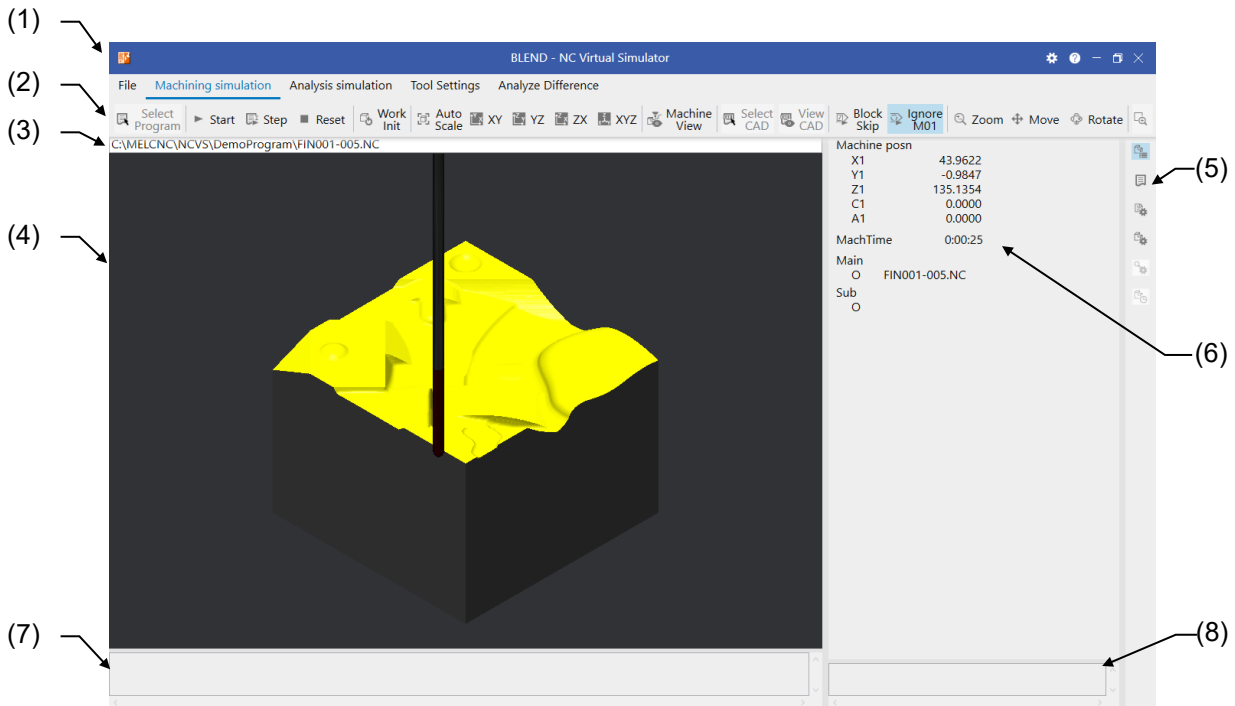 (1)
BLEND - NC Virtual Simulator
(2)
File Machining simulation Analysis simulation Tool Settings Analyze Difference
Select Program Start Step Reset Work Init Auto Scale XY YZ ZX XYZ Machine View Select CAD View CAD Block Skip Ignore M01 Zoom Move Rotate
(3)
C:\MELCNC\NCVS\DemoProgram\FIN001-005.NC
Machine posn
X1 43.9622
Y1 -0.9847
Z1 135.1354
C1 0.0000
A1 0.0000
(5)
(4)
MachTime 0:00:25
Main
O FIN001-005.NC
Sub
O
(6)
(7)
(8)